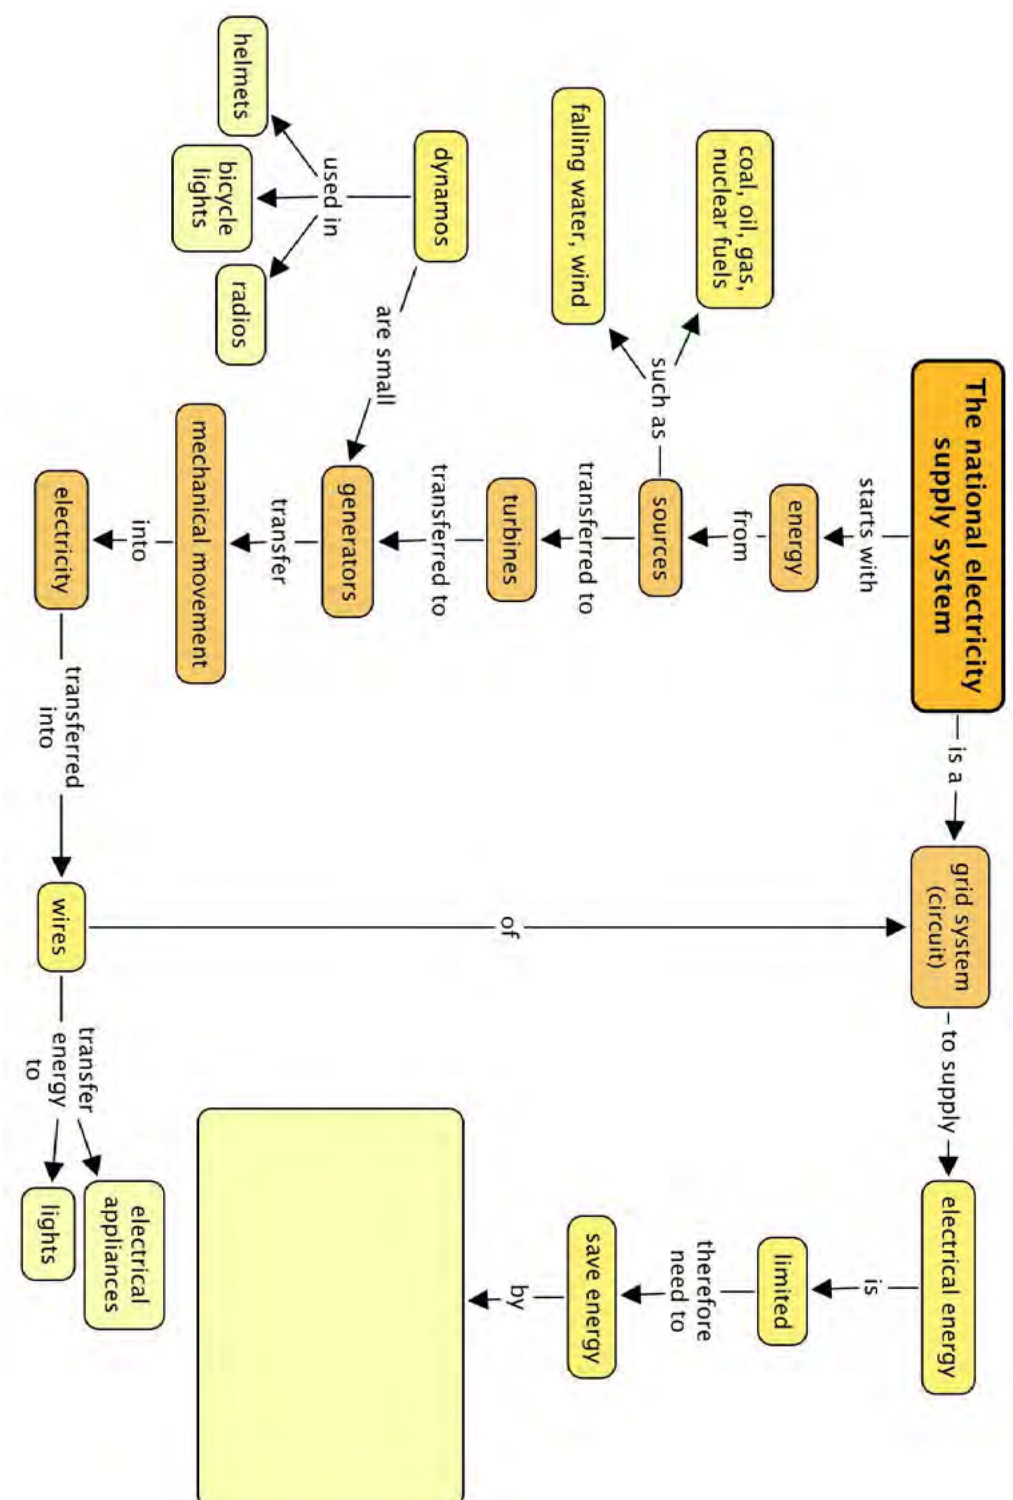 The national electricity
supply system
is a
grid system
(circuit)
to supply
electrical energy
starts with
energy
from
sources
such as
coal, oil, gas,
nuclear fuels
falling water, wind
transferred to
turbines
transferred to
generators
dynamos
are small
used in
helmets
bicycle
lights
radios
transfer
mechanical movement
into
electricity
transferred
into
wires
of
transfer
energy
to
electrical
appliances
lights
is
limited
therefore
need to
save energy
by